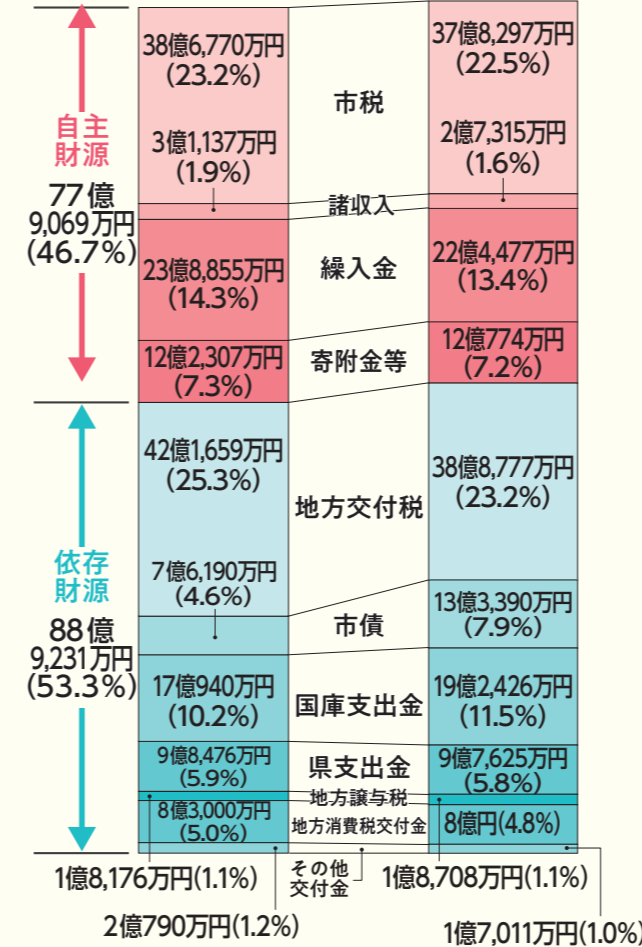 自主
財源
77億
9,069万円
(46.7%)
依存
財源
88億
9,231万円
(53.3%)
38億6,770万円
(23.2%)
3億1,137万円
(1.9%)
23億8,855万円
(14.3%)
12億2,307万円
(7.3%)
42億1,659万円
(25.3%)
7億6,190万円
(4.6%)
17億940万円
(10.2%)
9億8,476万円
(5.9%)
8億3,000万円
(5.0%)
1億8,176万円(1.1%)
2億790万円(1.2%)
市税
諸収入
繰入金
寄附金等
地方交付税
市債
国庫支出金
県支出金
地方譲与税
地方消費税交付金
その他
交付金
37億8,297万円
(22.5%)
2億7,315万円
(1.6%)
22億4,477万円
(13.4%)
12億774万円
(7.2%)
38億8,777万円
(23.2%)
13億3,390万円
(7.9%)
19億2,426万円
(11.5%)
9億7,625万円
(5.8%)
8億円(4.8%)
1億8,708万円(1.1%)
1億7,011万円(1.0%)